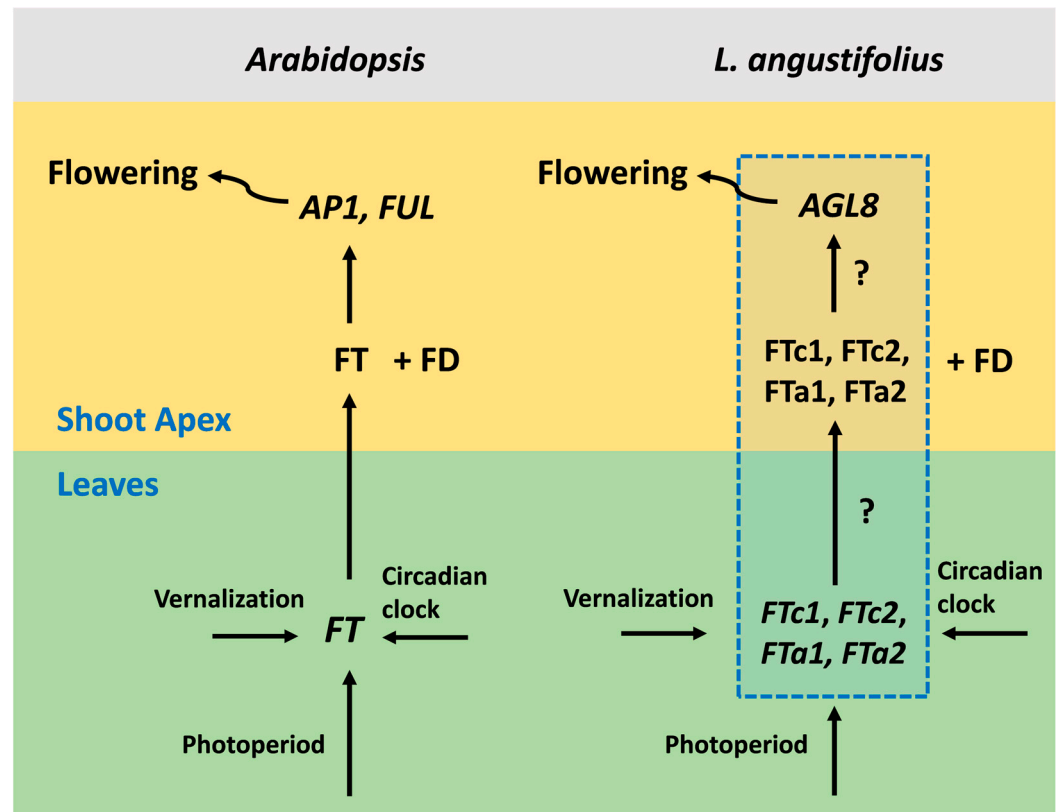 Arabidopsis
Flowering
AP1, FUL
FT + FD
Shoot Apex
Leaves
Vernalization
Circadian
clock
FT
Photoperiod
L. angustifolius
Flowering
AGL8
?
FTc1, FTc2,
FTa1, FTa2
+ FD
?
Vernalization
FTc1, FTc2,
FTa1, FTa2
Circadian
clock
Photoperiod